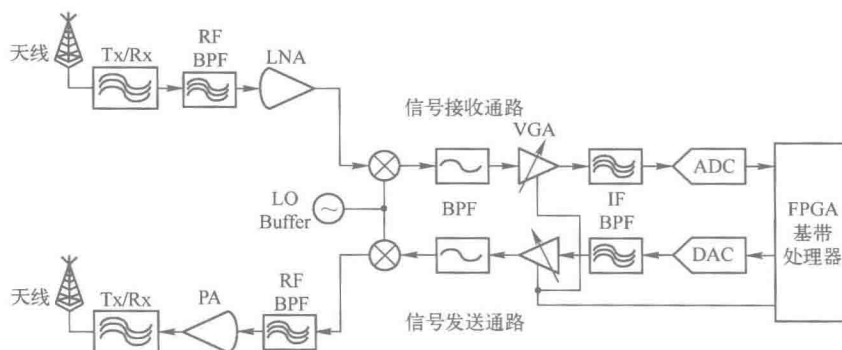 天线
Tx/Rx
RF
BPF
LNA
信号接收通路
VGA
ADC
LO
Buffer
BPF
IF
BPF
FPGA
基带
处理器
DAC
天线
Tx/Rx
PA
RF
BPF
信号发送通路